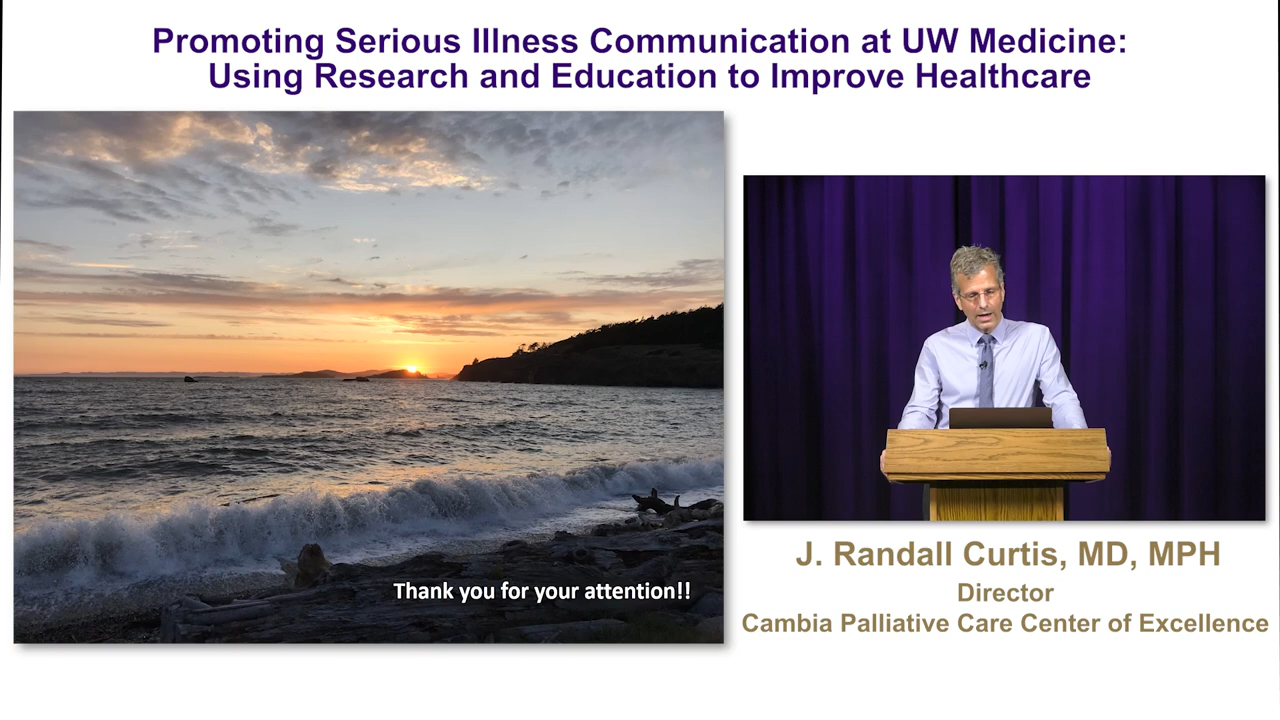 Promoting Serious Illness Communication at UW Medicine:
Using Research and Education to Improve Healthcare
Thank you for your attention!!
J. Randall Curtis, MD, MPH
Director
Cambia Palliative Care Center of Excellence